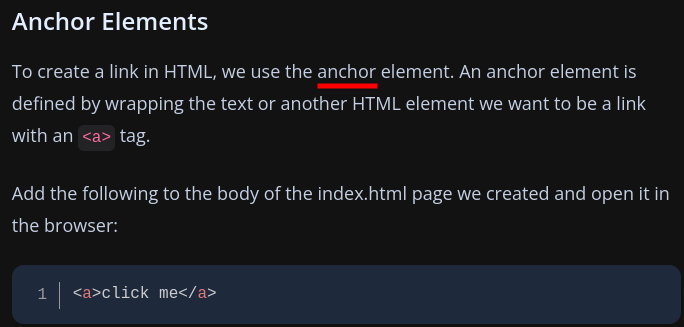 Anchor Elements
To create a link in HTML, we use the anchor element. An anchor element is
defined by wrapping the text or another HTML element we want to be a link
with an <a> tag.
Add the following to the body of the index.html page we created and open it in
the browser:
1 <a>click me</a>